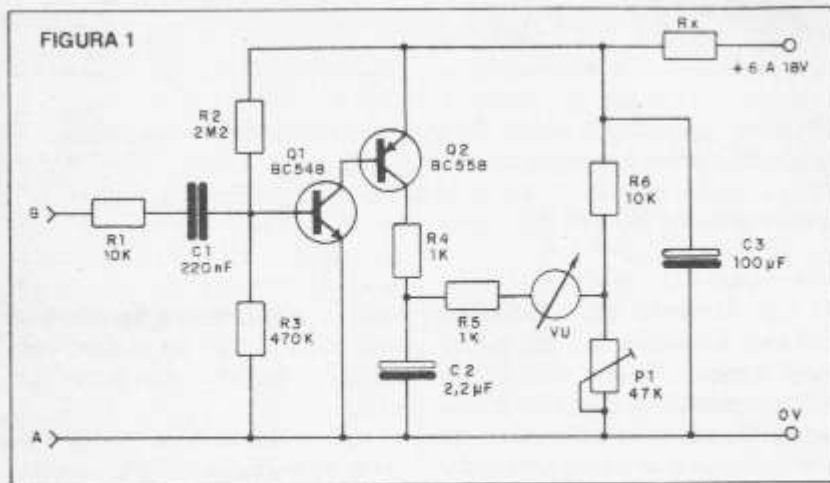 FIGURA 1
Rx
+6 A 18V
R2
2M2
Q1
BC548
Q2
BC558
R6
10K
B
R1
10K
C1
220nF
R4
1K
C3
100µF
R5
1K
VU
R3
470K
C2
2,2µF
P1
47K
A
0V